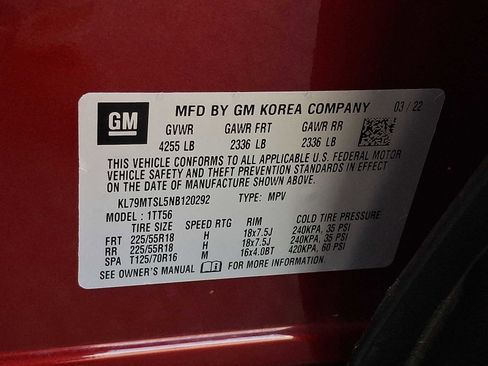 GM
MFD BY GM KOREA COMPANY 03/22
GVWR GAWR FRT GAWR RR
4255 LB 2336 LB 2336 LB
THIS VEHICLE CONFORMS TO ALL APPLICABLE U.S. FEDERAL MOTOR
VEHICLE SAFETY AND THEFT PREVENTION STANDARDS IN EFFECT
ON THE DATE OF MANUFACTURE SHOWN ABOVE.
KL79MTSL5NB120292 TYPE: MPV
MODEL: 1TT56
TIRE SIZE SPEED RTG RIM COLD TIRE PRESSURE
FRT 225/55R18 H 18x7.5J 240KPA, 35 PSI
RR 225/55R18 H 18x7.5J 240KPA, 35 PSI
SPA T125/70R16 M 16x4.0BT 420KPA, 60 PSI
SEE OWNER'S MANUAL FOR MORE INFORMATION.